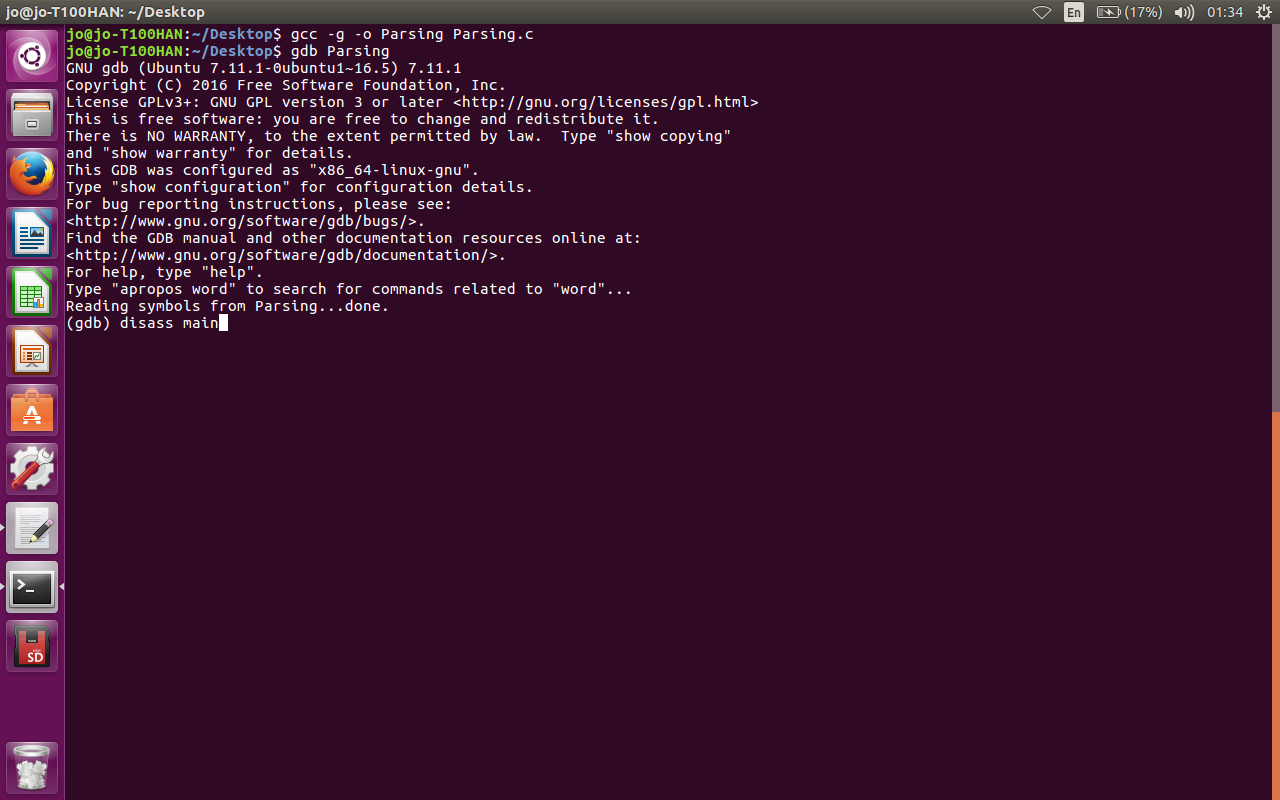 jo@jo-T100HAN: ~/Desktop En (17%) 01:34
jo@jo-T100HAN:~/Desktop$ gcc -g -o Parsing Parsing.c
jo@jo-T100HAN:~/Desktop$ gdb Parsing
GNU gdb (Ubuntu 7.11.1-0ubuntu1~16.5) 7.11.1
Copyright (C) 2016 Free Software Foundation, Inc.
License GPLv3+: GNU GPL version 3 or later <http://gnu.org/licenses/gpl.html>
This is free software: you are free to change and redistribute it.
There is NO WARRANTY, to the extent permitted by law.  Type "show copying"
and "show warranty" for details.
This GDB was configured as "x86_64-linux-gnu".
Type "show configuration" for configuration details.
For bug reporting instructions, please see:
<http://www.gnu.org/software/gdb/bugs/>.
Find the GDB manual and other documentation resources online at:
<http://www.gnu.org/software/gdb/documentation/>.
For help, type "help".
Type "apropos word" to search for commands related to "word"...
Reading symbols from Parsing...done.
(gdb) disass main
SD